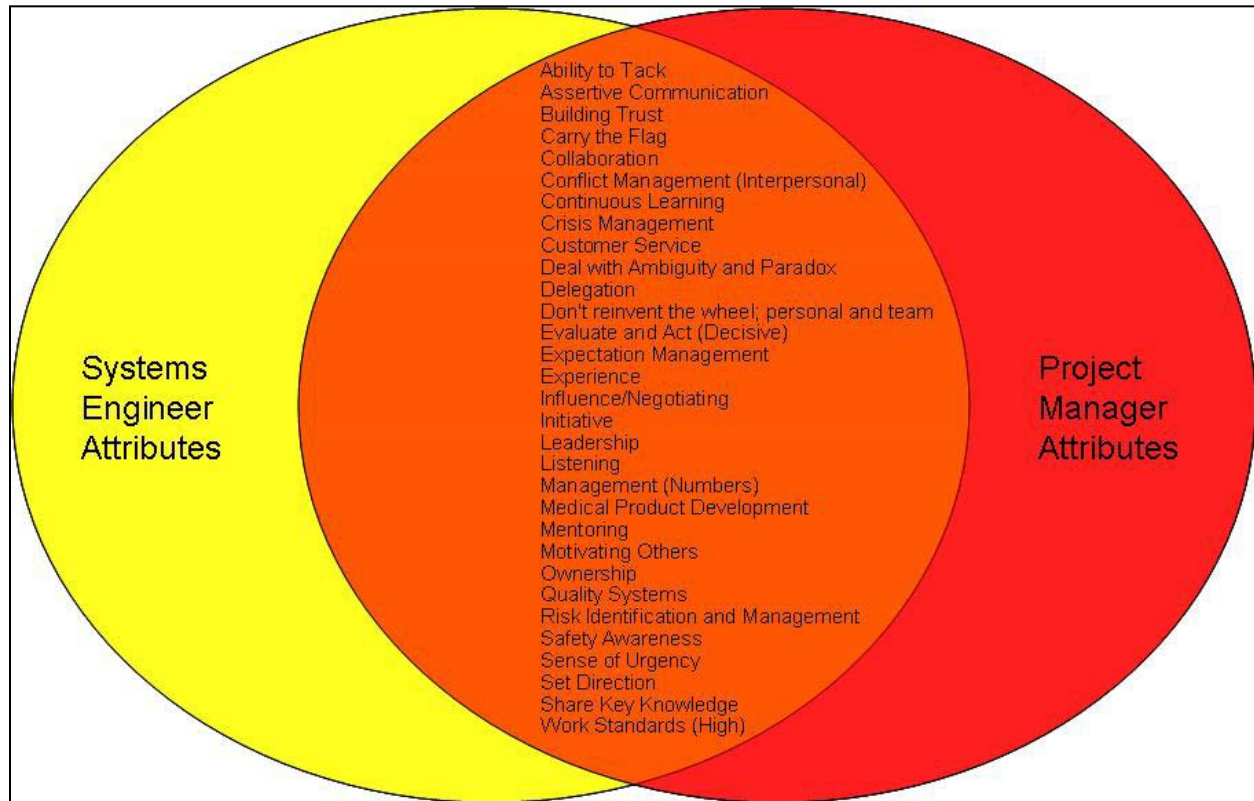 Ability to Tack
Assertive Communication
Building Trust
Carry the Flag
Collaboration
Conflict Management (Interpersonal)
Continuous Learning
Crisis Management
Customer Service
Deal with Ambiguity and Paradox
Delegation
Don't reinvent the wheel; personal and team
Evaluate and Act (Decisive)
Expectation Management
Experience
Influence/Negotiating
Initiative
Leadership
Listening
Management (Numbers)
Medical Product Development
Mentoring
Motivating Others
Ownership
Quality Systems
Risk Identification and Management
Safety Awareness
Sense of Urgency
Set Direction
Share Key Knowledge
Work Standards (High)
Systems
Engineer
Attributes
Project
Manager
Attributes